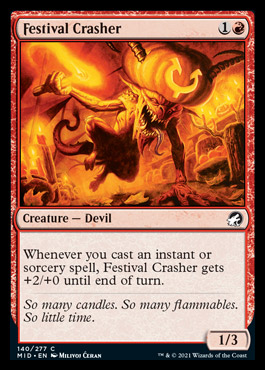 Festival Crasher 1
Creature — Devil
Whenever you cast an instant or
sorcery spell, Festival Crasher gets
+2/+0 until end of turn.
So many candles. So many flammables.
So little time.
1/3
140/277 C
MID • EN Milivoj Ćeran
™ & © 2021 Wizards of the Coast